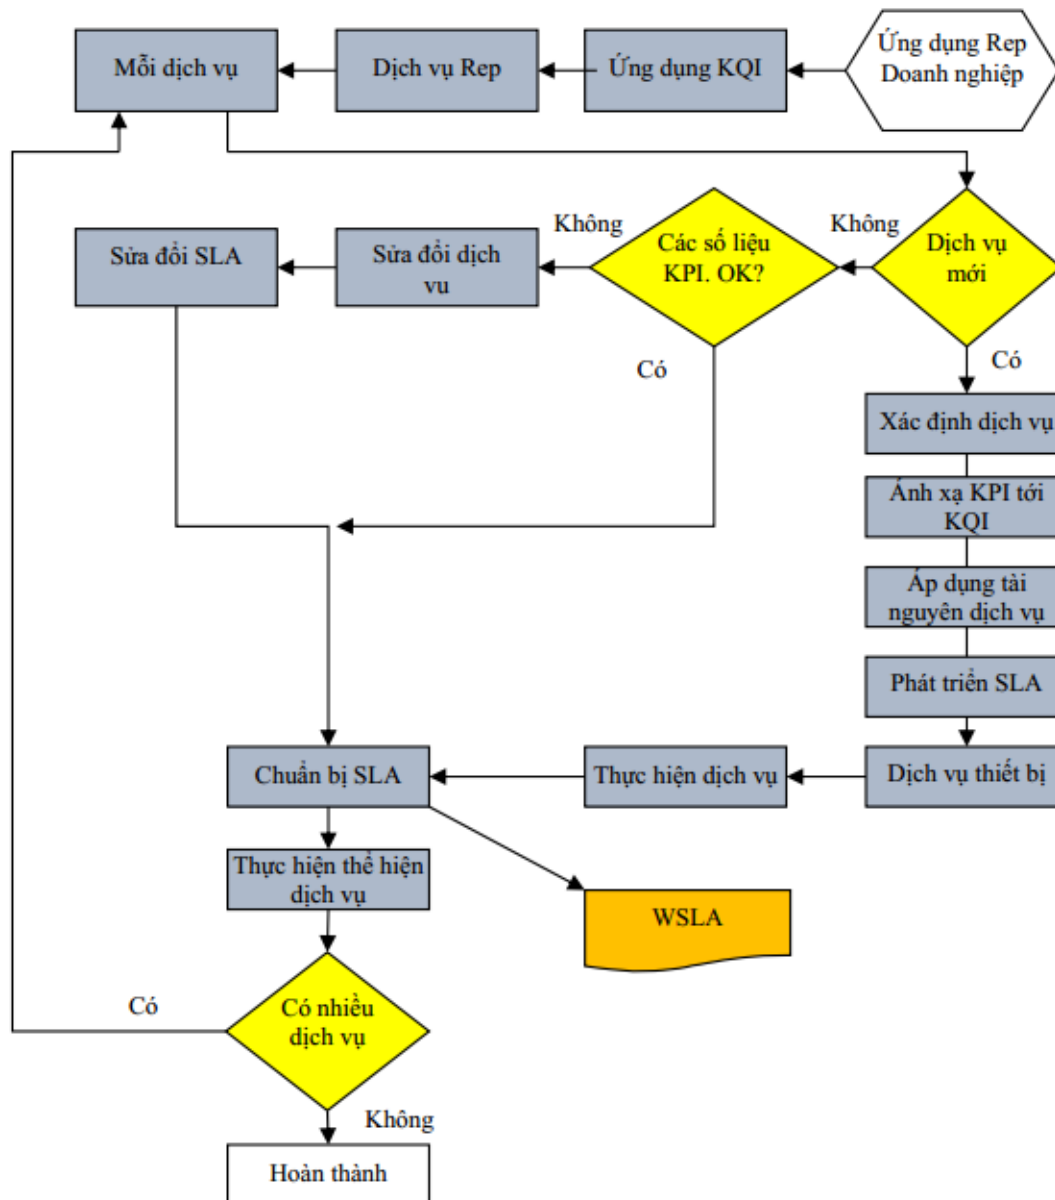 Mỗi dịch vụ
Dịch vụ Rep
Ứng dụng KQI
Ứng dụng Rep
Doanh nghiệp
Không
Không
Sửa đổi SLA
Sửa đổi dịch
vu
Các số liệu
KPI. OK?
Dịch vụ
mới
Có
Có
Xác định dịch vụ
Ánh xạ KPI tới
KQI
Áp dụng tài
nguyên dịch vụ
Phát triển SLA
Chuẩn bị SLA
Thực hiện dịch vụ
Dịch vụ thiết bị
Thực hiện thể hiện
dịch vụ
WSLA
Có
Có nhiều
dịch vụ
Không
Hoàn thành